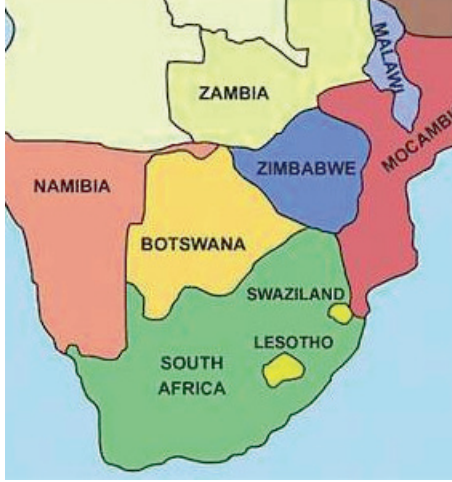 MALAWI
ZAMBIA
MOCAMBI
ZIMBABWE
NAMIBIA
BOTSWANA
SWAZILAND
LESOTHO
SOUTH
AFRICA